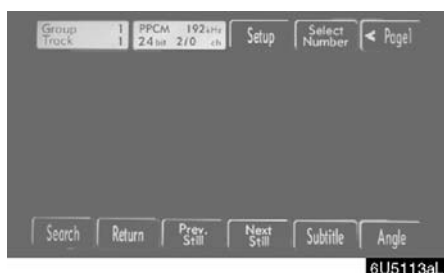 Group 1 PPCM 192kHz
Track 1 24bit 2/0 ch
Setup
Select
Number
< Page1
Search
Return
Prev.
Still
Next
Still
Subtitle
Angle
6U5113aL